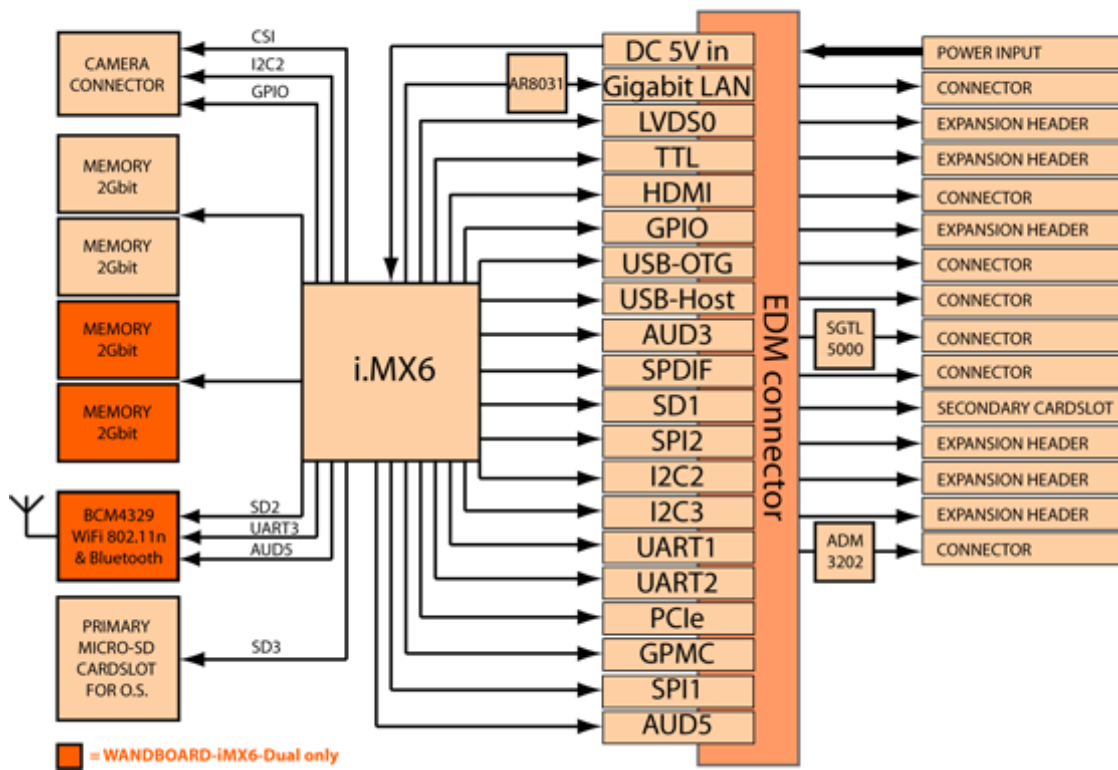 CAMERA
CONNECTOR
CSI
I2C2
GPIO
MEMORY
2Gbit
MEMORY
2Gbit
MEMORY
2Gbit
MEMORY
2Gbit
BCM4329
WiFi 802.11n
& Bluetooth
SD2
UART3
AUD5
PRIMARY
MICRO-SD
CARDSLOT
FOR O.S.
SD3
= WANDBOARD-iMX6-Dual only
i.MX6
AR8031
DC 5V in
Gigabit LAN
LVDS0
TTL
HDMI
GPIO
USB-OTG
USB-Host
AUD3
SPDIF
SD1
SPI2
I2C2
I2C3
UART1
UART2
PCIe
GPMC
SPI1
AUD5
EDM connector
SGTL
5000
ADM
3202
POWER INPUT
CONNECTOR
EXPANSION HEADER
EXPANSION HEADER
CONNECTOR
EXPANSION HEADER
CONNECTOR
CONNECTOR
CONNECTOR
CONNECTOR
SECONDARY CARDSLOT
EXPANSION HEADER
EXPANSION HEADER
EXPANSION HEADER
CONNECTOR